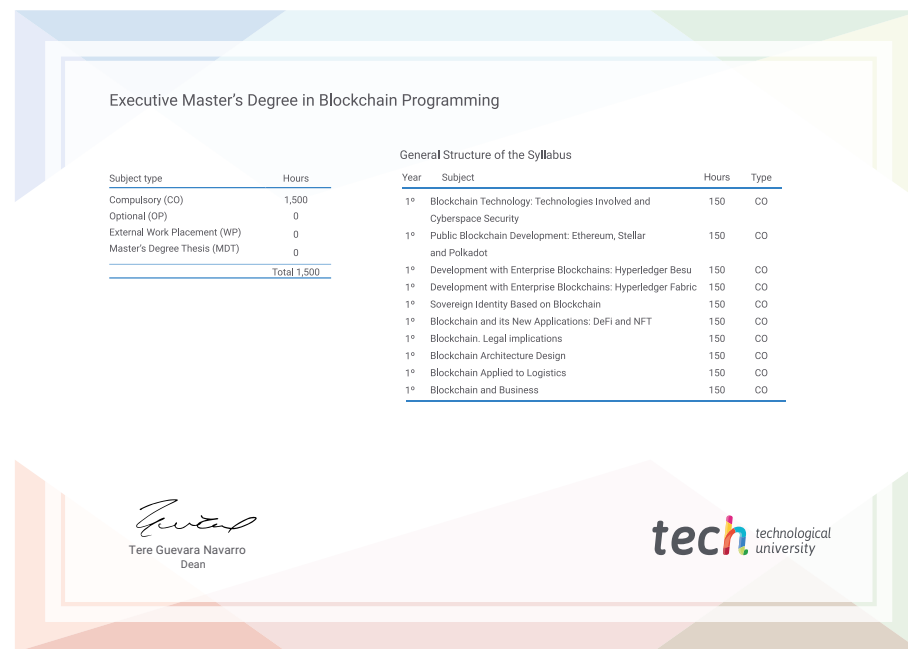 Executive Master's Degree in Blockchain Programming
General Structure of the Syllabus
Subject type Hours
Compulsory (CO) 1,500
Optional (OP) 0
External Work Placement (WP) 0
Master's Degree Thesis (MDT) 0
Total 1,500
Year Subject Hours Type
1º Blockchain Technology: Technologies Involved and 150 CO
Cyberspace Security
1º Public Blockchain Development: Ethereum, Stellar 150 CO
and Polkadot
1º Development with Enterprise Blockchains: Hyperledger Besu 150 CO
1º Development with Enterprise Blockchains: Hyperledger Fabric 150 CO
1º Sovereign Identity Based on Blockchain 150 CO
1º Blockchain and its New Applications: DeFi and NFT 150 CO
1º Blockchain. Legal implications 150 CO
1º Blockchain Architecture Design 150 CO
1º Blockchain Applied to Logistics 150 CO
1º Blockchain and Business 150 CO
Tere Guevara Navarro
Dean
tech technological
university